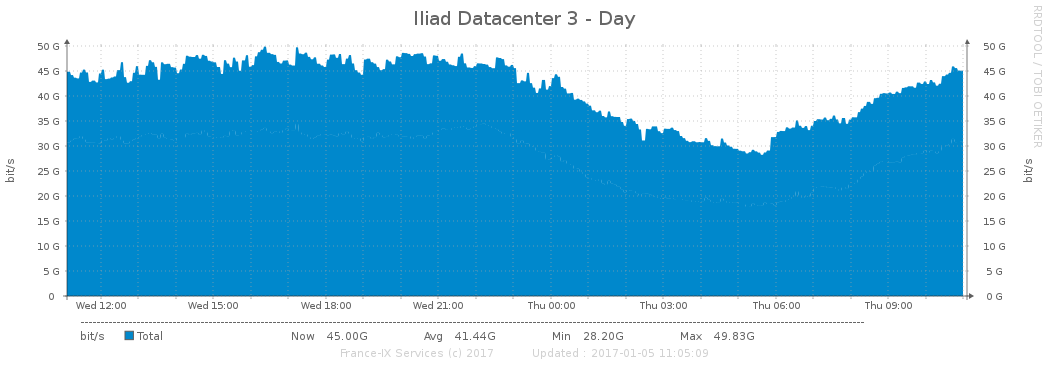 Iliad Datacenter 3 - Day
RRDTOOL / TOBI OETIKER
50 G 50 G
45 G 45 G
40 G 40 G
35 G 35 G
30 G 30 G
25 G 25 G
20 G 20 G
15 G 15 G
10 G 10 G
5 G 5 G
0 0 G
bit/s bit/s
Wed 12:00 Wed 15:00 Wed 18:00 Wed 21:00 Thu 00:00 Thu 03:00 Thu 06:00 Thu 09:00
bit/s Total Now 45.00G Avg 41.44G Min 28.20G Max 49.83G
France-IX Services (c) 2017 Updated : 2017-01-05 11:05:09